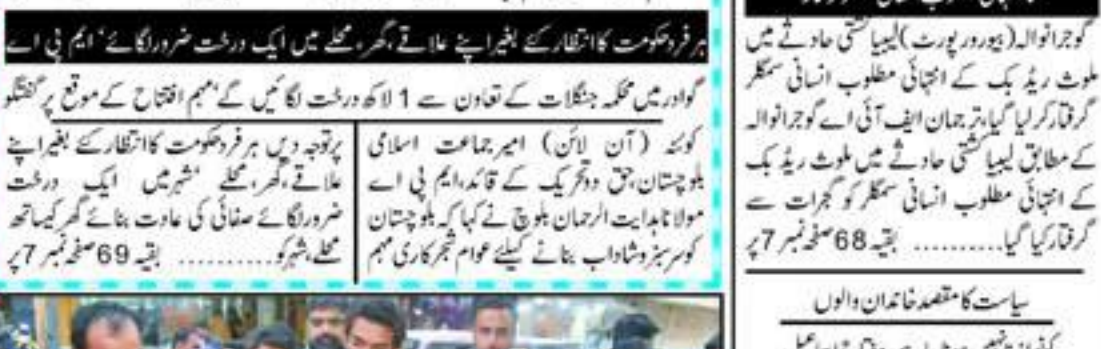 ہر فرد حکومت کا انتظار کئے بغیر اپنے علاقے، گھر، محلے میں ایک درخت ضرور لگائے، ایم پی اے
گوادر میں محکمہ جنگلات کے تعاون سے 1 لاکھ درخت لگائیں گے، مہم افتتاح کے موقع پر گفتگو
کوئٹہ (آن لائن) امیر جماعت اسلامی
بلوچستان، حق دو تحریک کے قائد، ایم پی اے
مولانا ہدایت الرحمان بلوچ نے کہا کہ بلوچستان
کو سرسبز و شاداب بنانے کیلئے عوام شجرکاری مہم
پر توجہ دیں ہر فرد حکومت کا انتظار کئے بغیر اپنے
علاقے، گھر، محلے، شہر میں ایک درخت
ضرور لگائے صفائی کی عادت بنائے گھر کیساتھ
محلے، شہر کو.......... بقیہ 69 صفحہ نمبر 7 پر
گوجرانوالہ (بیورو رپورٹ) لیبیا کشتی حادثے میں
ملوث ریڈ بک کے انتہائی مطلوب انسانی سمگلر
گرفتار کر لیا گیا، ترجمان ایف آئی اے گوجرانوالہ
کے مطابق لیبیا کشتی حادثے میں ملوث ریڈ بک
کے انتہائی مطلوب انسانی سمگلر کو گجرات سے
گرفتار کیا گیا.......... بقیہ 68 صفحہ نمبر 7 پر
سیاست کا مقصد خاندان والوں